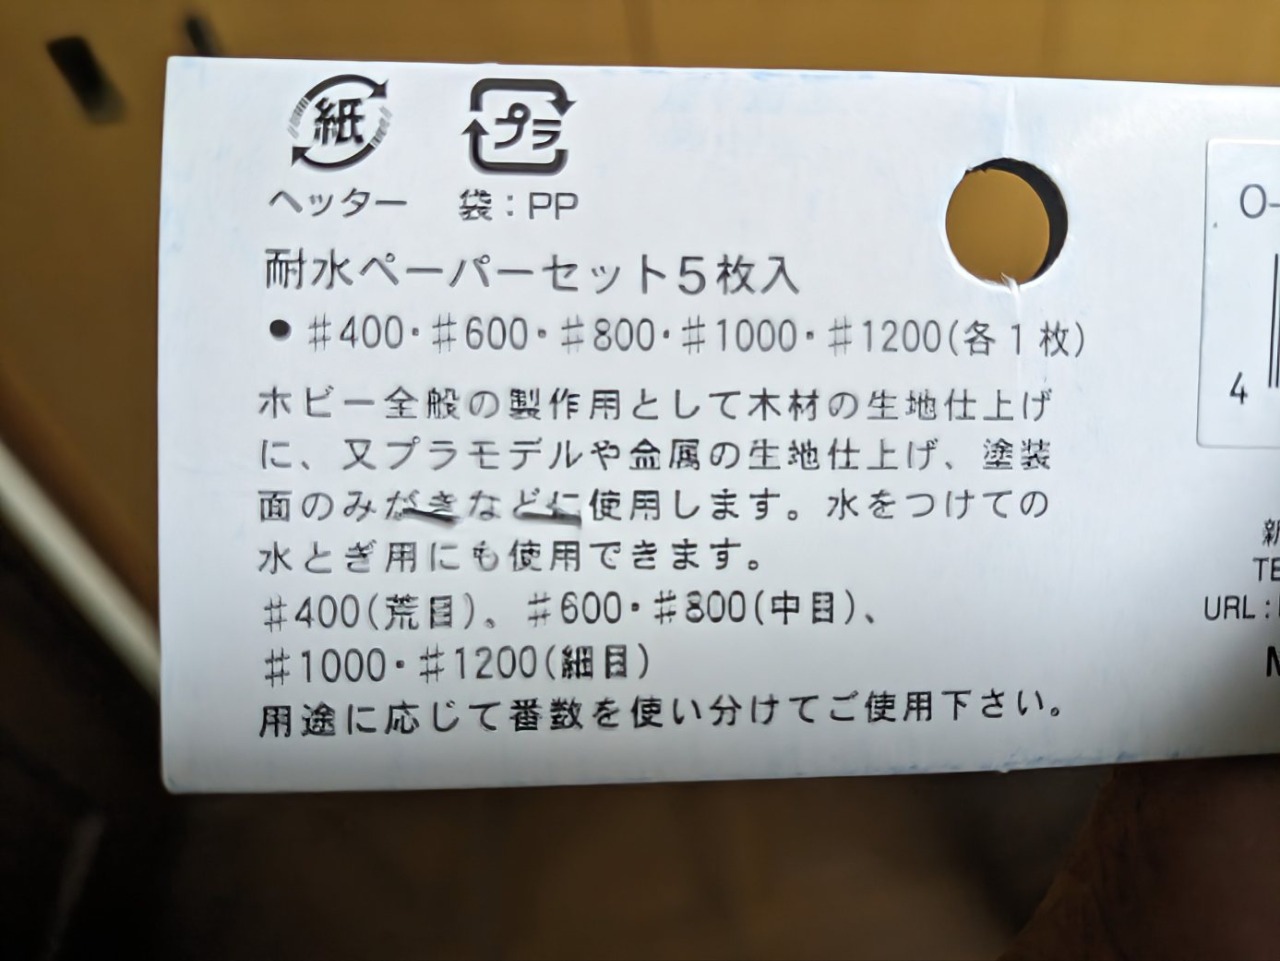 紙
プラ
ヘッター 袋：PP
耐水ペーパーセット5枚入
● #400・#600・#800・#1000・#1200(各1枚)
ホビー全般の製作用として木材の生地仕上げ
に、又プラモデルや金属の生地仕上げ、塗装
面のみがきなどに使用します。水をつけての
水とぎ用にも使用できます。
#400(荒目)、#600・#800(中目)、
#1000・#1200(細目)
用途に応じて番数を使い分けてご使用下さい。
O-
4
新
TE
URL：